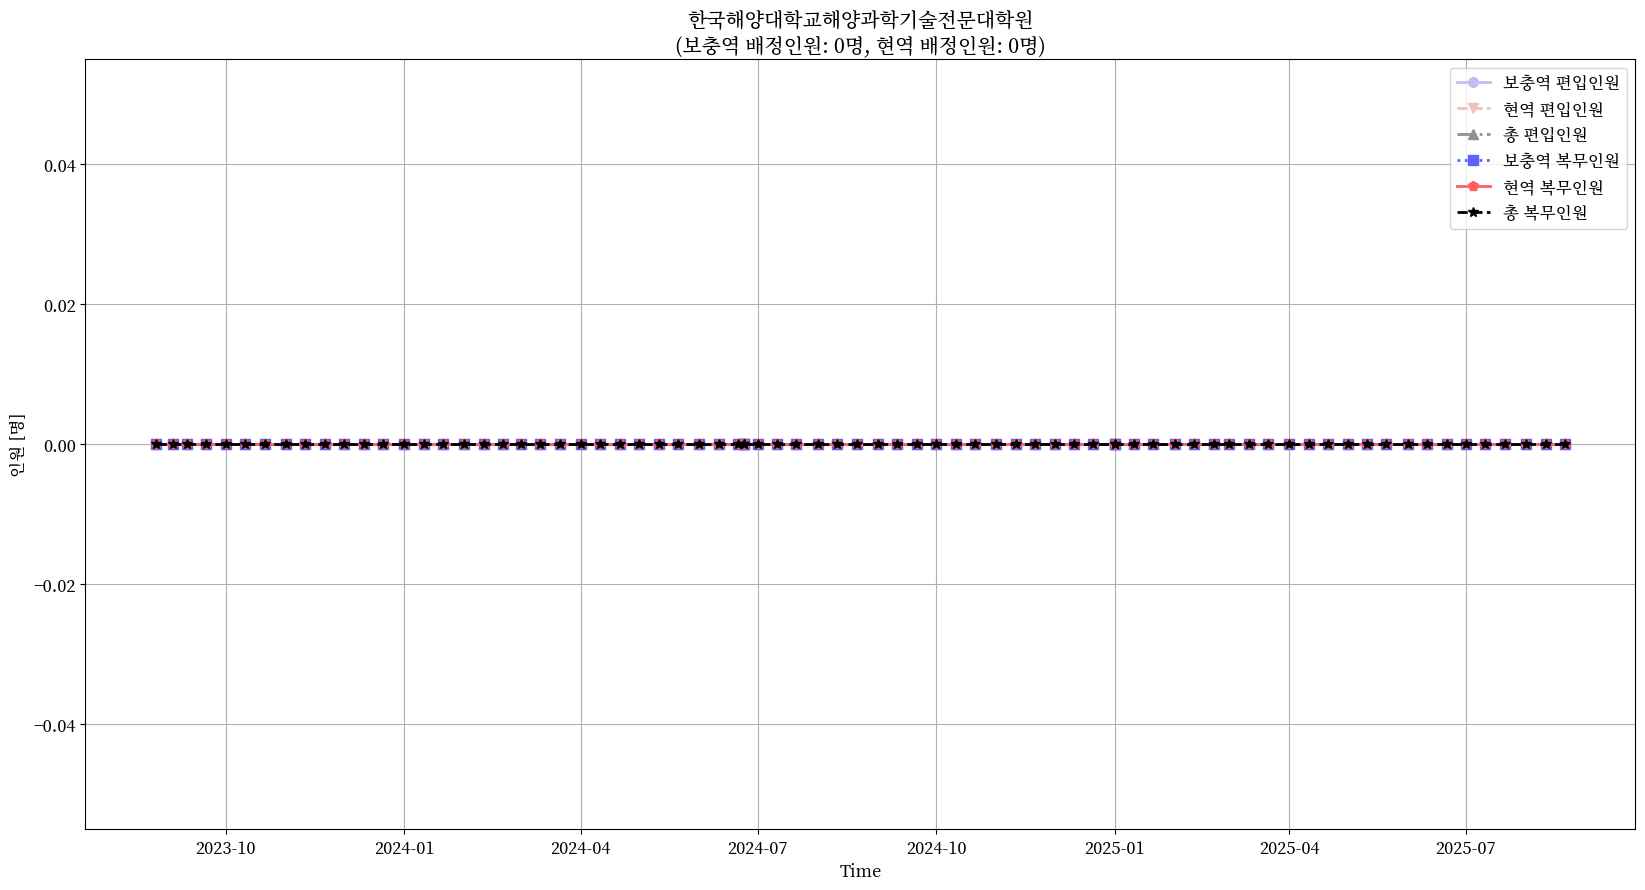 한국해양대학교해양과학기술전문대학원
(보충역 배정인원: 0명, 현역 배정인원: 0명)
보충역 편입인원
현역 편입인원
총 편입인원
보충역 복무인원
현역 복무인원
총 복무인원
0.04
0.02
0.00
−0.02
−0.04
인원 [명]
2023-10 2024-01 2024-04 2024-07 2024-10 2025-01 2025-04 2025-07
Time